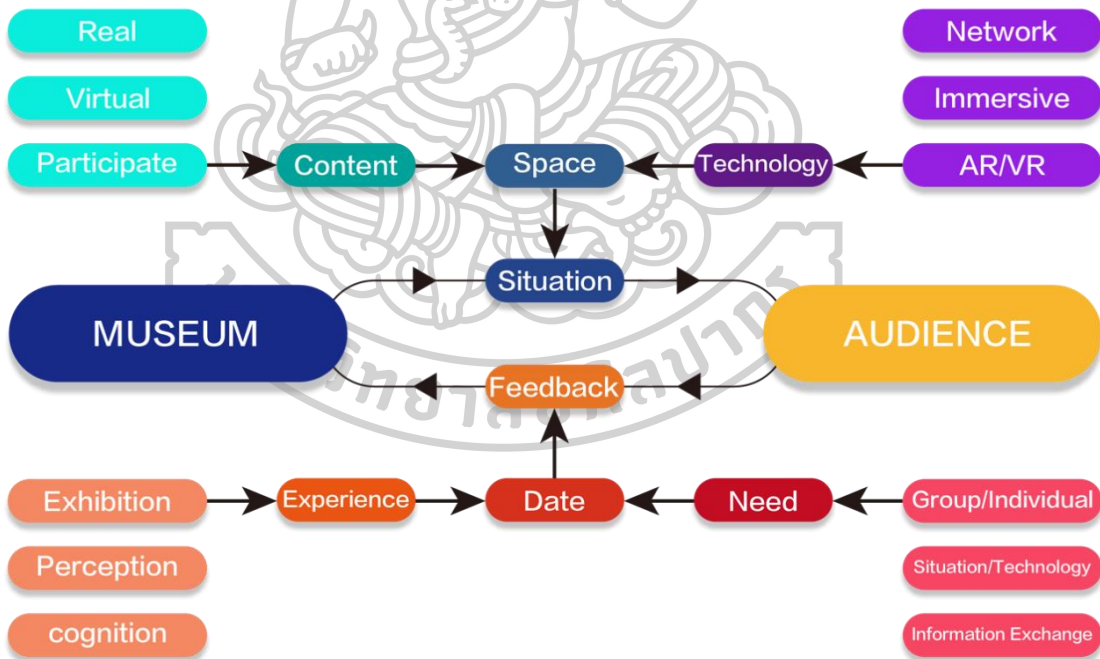 Real
Network
Virtual
Immersive
Participate
Content
Space
Technology
AR/VR
Situation
MUSEUM
AUDIENCE
Feedback
Exhibition
Experience
Date
Need
Group/Individual
Perception
Situation/Technology
cognition
Information Exchange